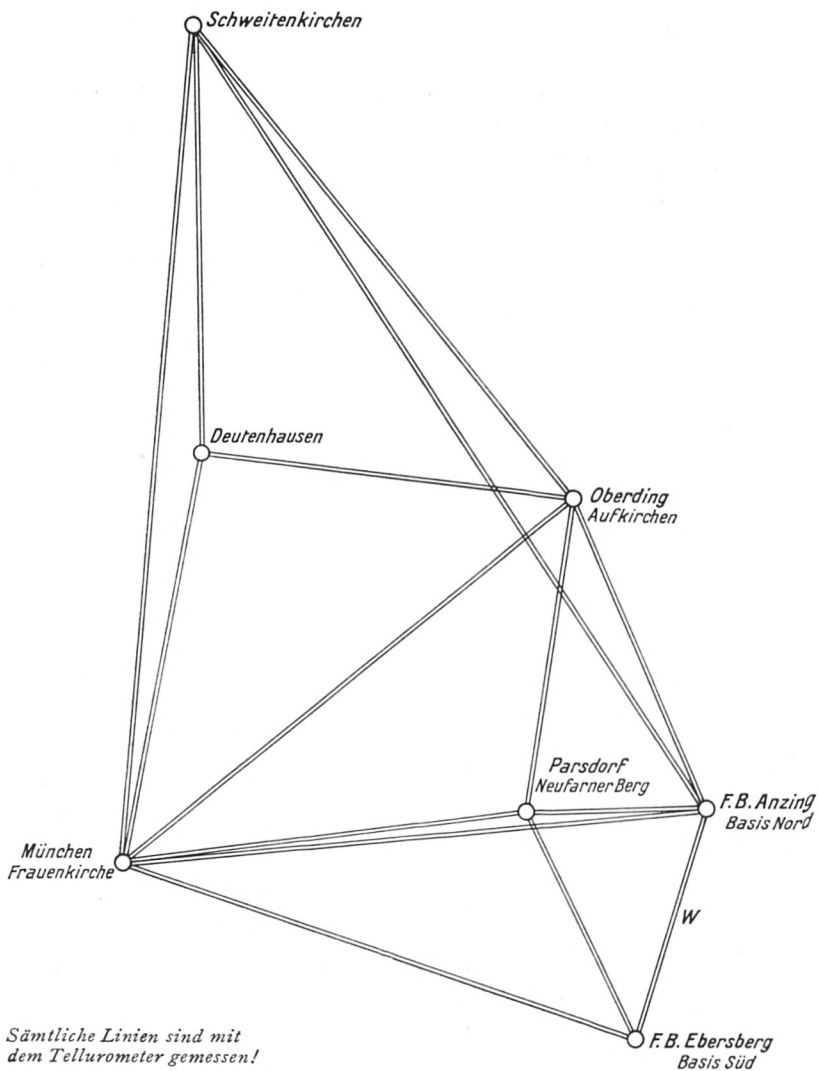 Schweitenkirchen
Deutenhausen
Oberding
Aufkirchen
Parsdorf
Neufarner Berg
F.B. Anzing
Basis Nord
München
Frauenkirche
W
F.B. Ebersberg
Basis Süd
Sämtliche Linien sind mit
dem Tellurometer gemessen!